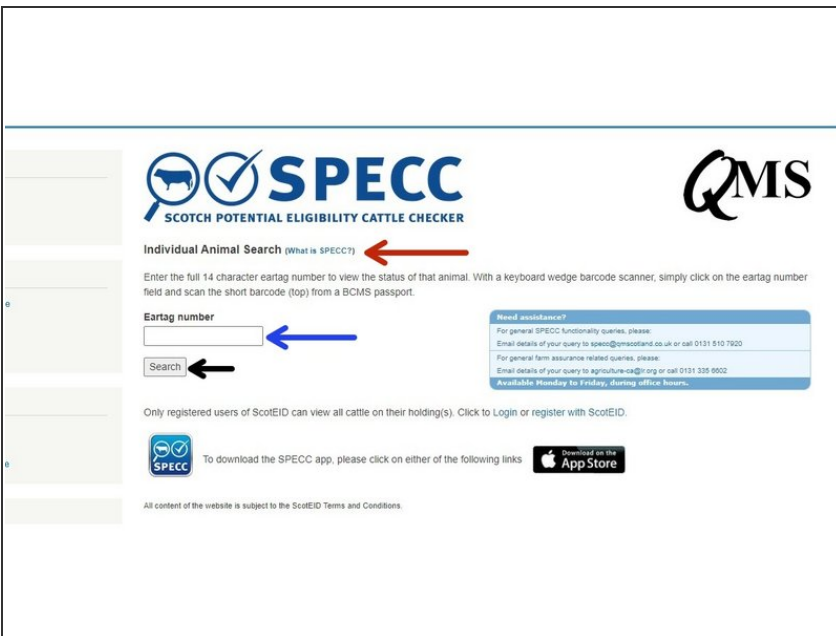 SPECC
SCOTCH POTENTIAL ELIGIBILITY CATTLE CHECKER
QMS
Individual Animal Search (What is SPECC?)
Enter the full 14 character eartag number to view the status of that animal. With a keyboard wedge barcode scanner, simply click on the eartag number
field and scan the short barcode (top) from a BCMS passport.
e
Eartag number
Search
Need assistance?
For general SPECC functionality queries, please:
Email details of your query to specc@qmscotland.co.uk or call 0131 510 7920
For general farm assurance related queries, please:
Email details of your query to agriculture-ca@lr.org or call 0131 335 6602
Available Monday to Friday, during office hours.
Only registered users of ScotEID can view all cattle on their holding(s). Click to Login or register with ScotEID.
e
SPECC
To download the SPECC app, please click on either of the following links
Download on the
App Store
All content of the website is subject to the ScotEID Terms and Conditions.